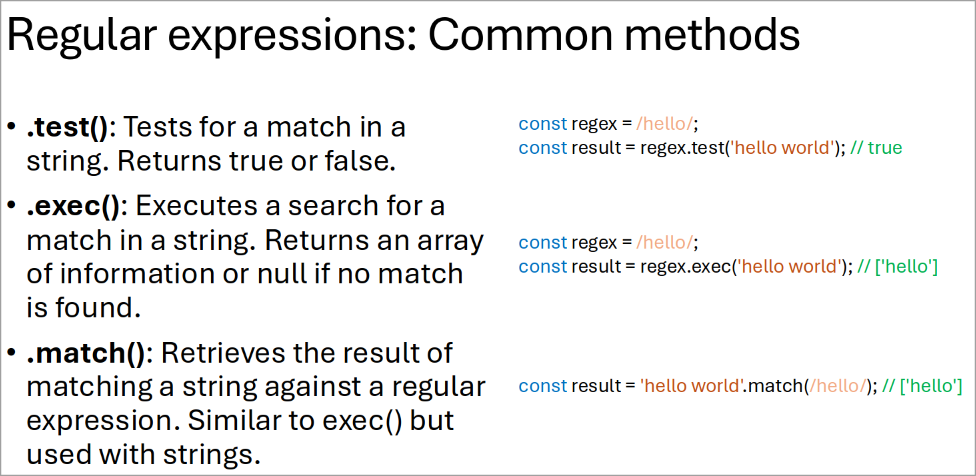 Regular expressions: Common methods
• .test(): Tests for a match in a
string. Returns true or false.
const regex = /hello/;
const result = regex.test('hello world'); // true
• .exec(): Executes a search for a
match in a string. Returns an array
of information or null if no match
is found.
const regex = /hello/;
const result = regex.exec('hello world'); // ['hello']
• .match(): Retrieves the result of
matching a string against a regular
expression. Similar to exec() but
used with strings.
const result = 'hello world'.match(/hello/); // ['hello']